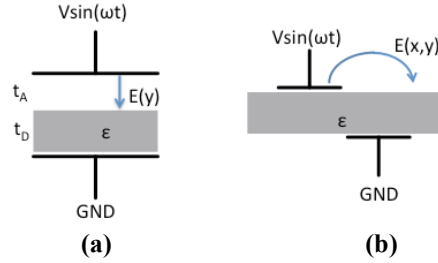 Vsin(ωt)
t_A
E(y)
t_D
ε
GND
(a)
Vsin(ωt)
E(x,y)
ε
GND
(b)